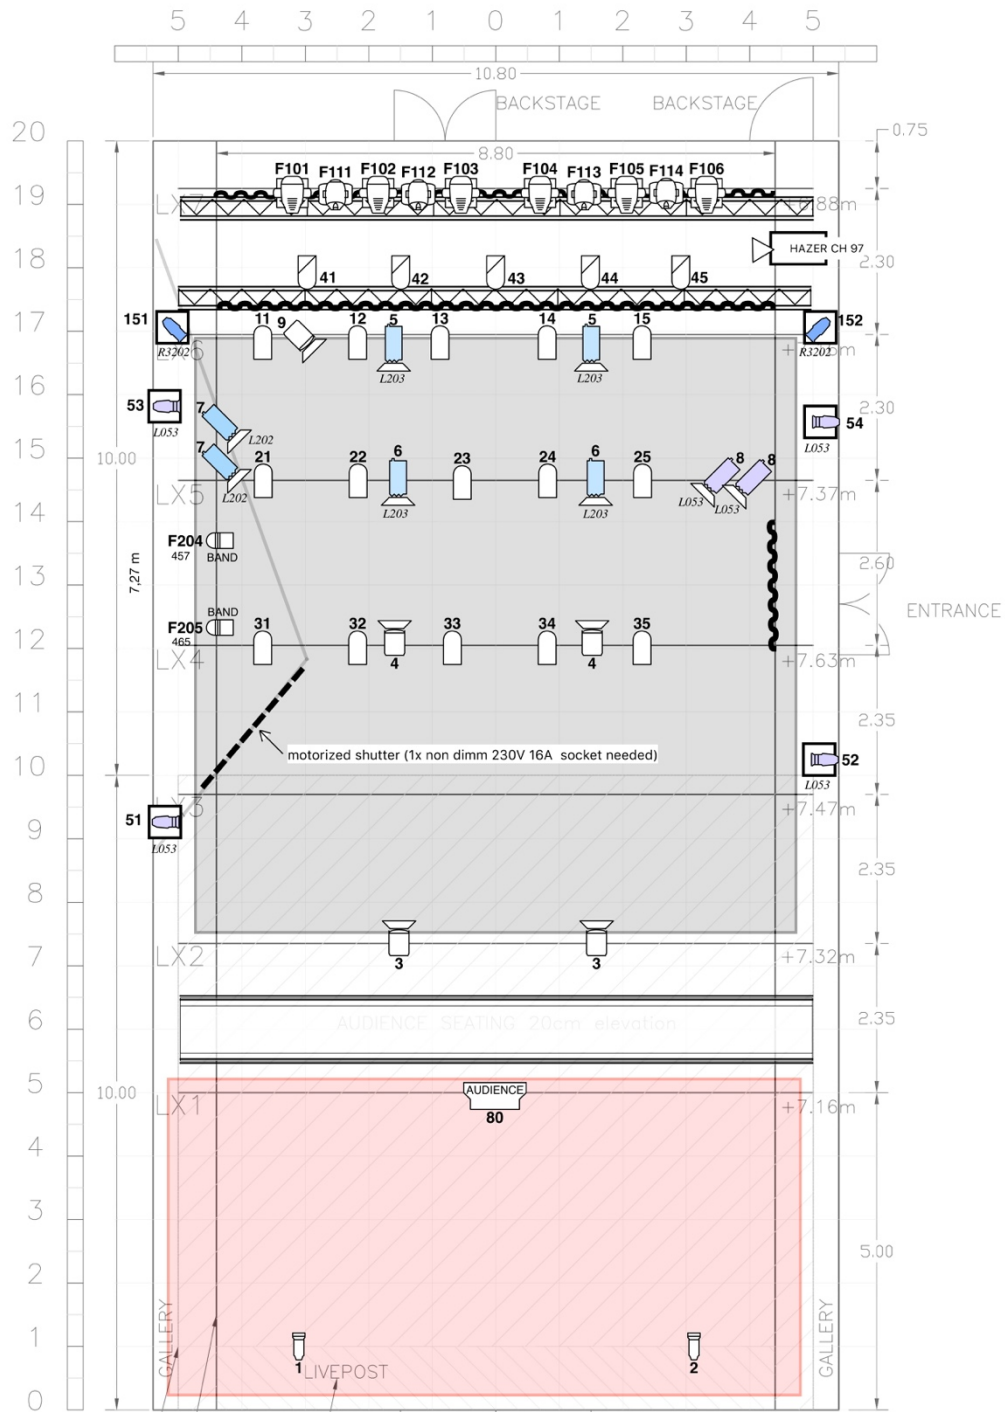 5 4 3 2 1 0 1 2 3 4 5
10.80
BACKSTAGE BACKSTAGE
20
0.75
8.80
F101 F111 F102 F112 F103 F104 F113 F105 F114 F106
19
LX7
HAZER CH 97
18
41 42 43 44 45
2.30
17
151 11 9 12 5 13 14 5 15 152
R3202 LX6 R3202
L203 L203
16
53 7 54
L053 L202 L053
2.30
15
10.00
7 21 22 6 23 24 6 25 8 8
L202 LX5 L203 L203 L053 L053 +7.37m
14
F204
457 BAND
7,27 m
13
2.60
ENTRANCE
BAND
F205
465
31 32 33 34 35
12
LX4 4 4 +7.63m
11
2.35
motorized shutter (1x non dimm 230V 16A socket needed)
10
52
L053
LX3 +7.47m
51
L053
9
2.35
8
7
LX2 3 3 +7.32m
6
AUDIENCE SEATING 20cm elevation
2.35
5
10.00
AUDIENCE
80
LX1 +7.16m
4
3
5.00
2
1
GALLERY GALLERY
1 2
LIVEPOST
0